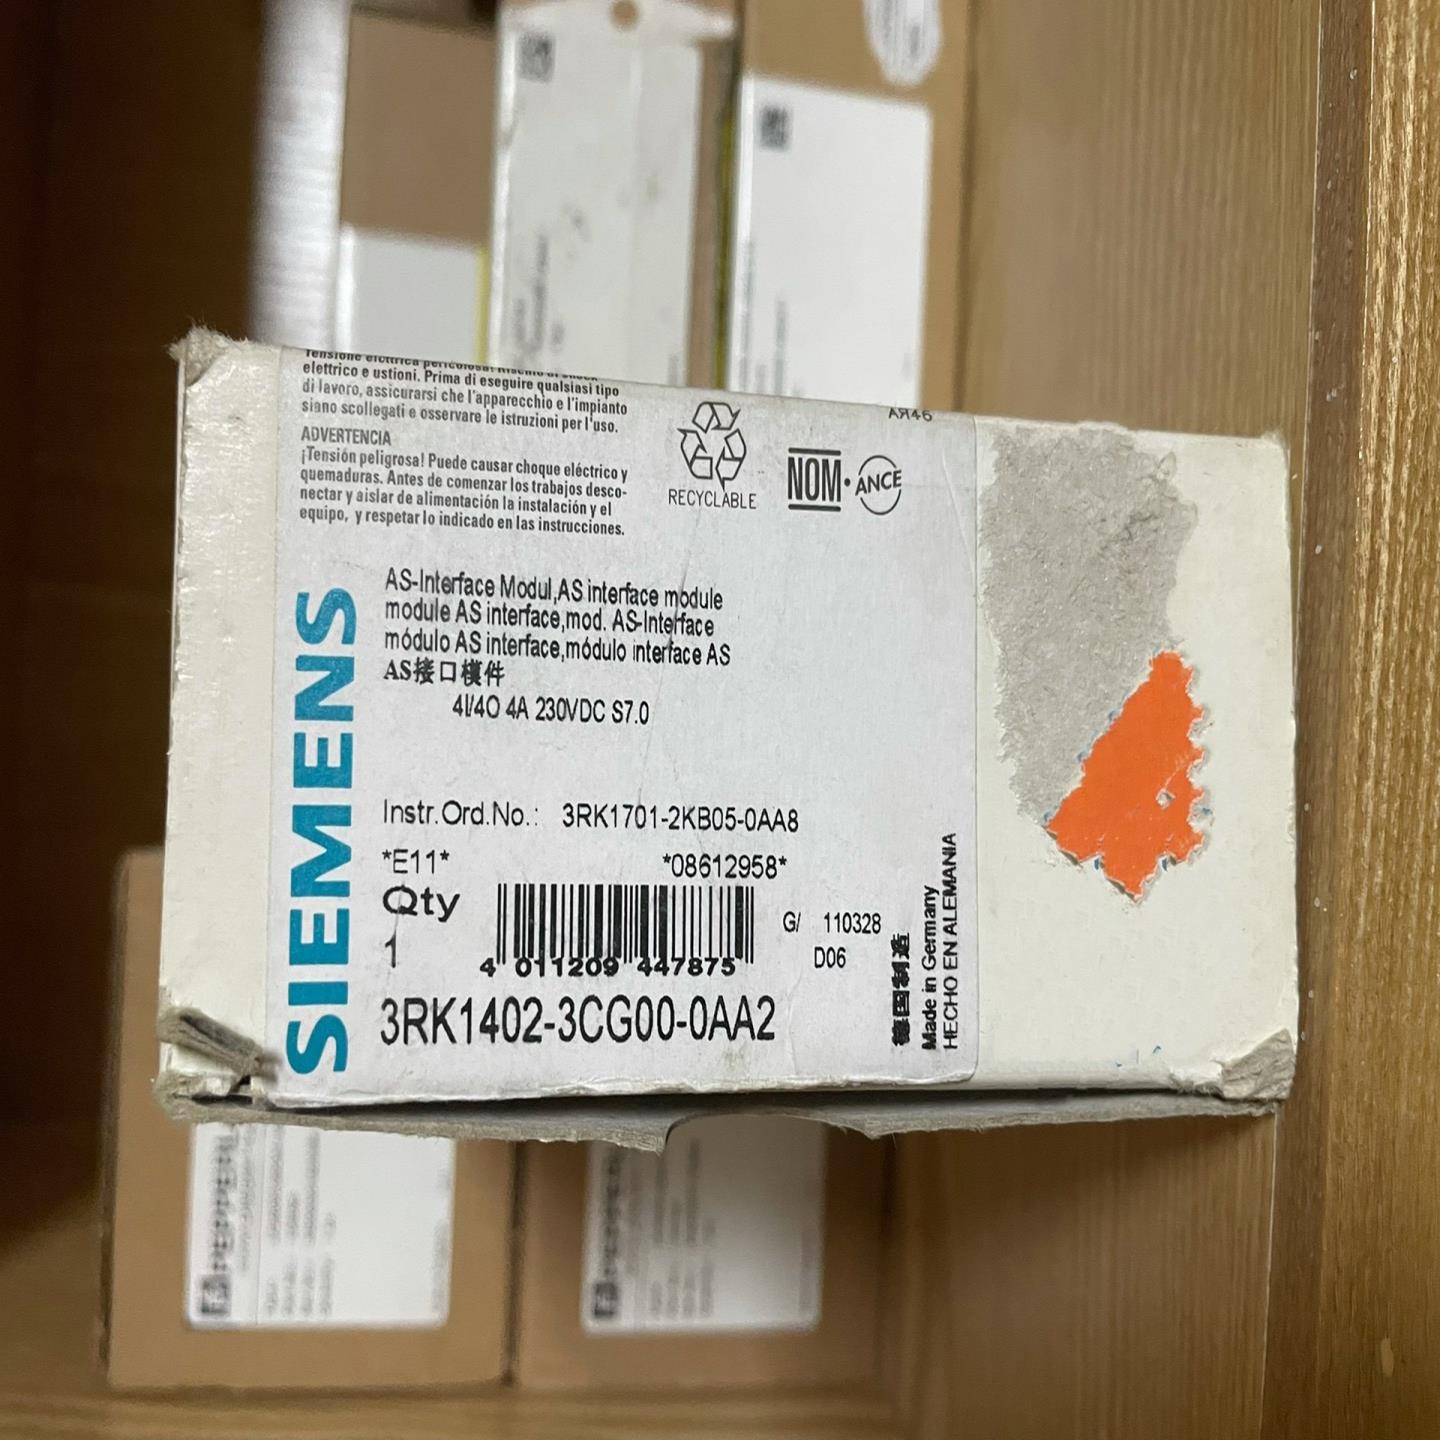 elettrico e ustioni. Prima di eseguire qualsiasi tipo
di lavoro, assicurarsi che l'apparecchio e l'impianto
siano scollegati e osservare le istruzioni per l'uso.
ADVERTENCIA
¡Tensión peligrosa! Puede causar choque eléctrico y
quemaduras. Antes de comenzar los trabajos desco-
nectar y aislar de alimentación la instalación y el
equipo, y respetar lo indicado en las instrucciones.
RECYCLABLE
NOM·ANCE
SIEMENS
AS-Interface Modul,AS interface module
module AS interface,mod. AS-Interface
módulo AS interface,módulo interface AS
AS接口模件
4I/4O 4A 230VDC S7.0
Instr.Ord.No.: 3RK1701-2KB05-0AA8
*E11* *08612958*
Qty
1
4 011209 447875
G/ 110328
D06
3RK1402-3CG00-0AA2
德国制造
Made in Germany
HECHO EN ALEMANIA